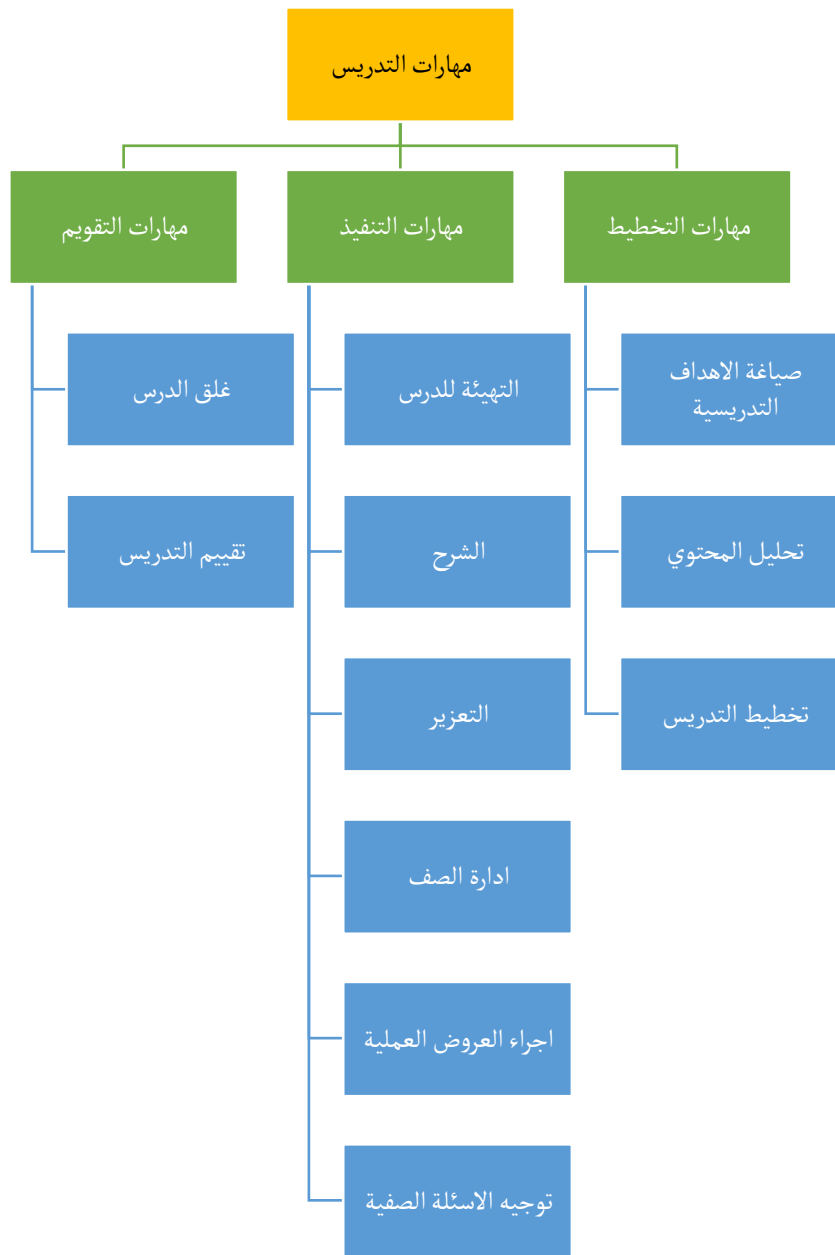 مهارات التدريس
مهارات التخطيط
صياغة الاهداف
التدريسية
تحليل المحتوي
تخطيط التدريس
مهارات التنفيذ
التهيئة للدرس
الشرح
التعزير
ادارة الصف
اجراء العروض العملية
توجيه الاسئلة الصفية
مهارات التقويم
غلق الدرس
تقييم التدريس